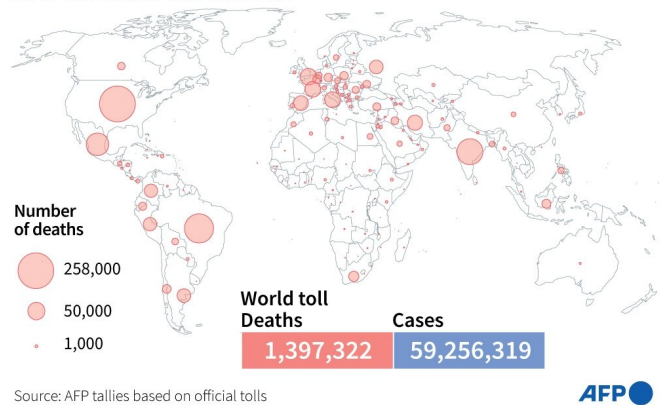 Number
of deaths
258,000
50,000
1,000
World toll
Deaths
Cases
1,397,322
59,256,319
Source: AFP tallies based on official tolls
AFP